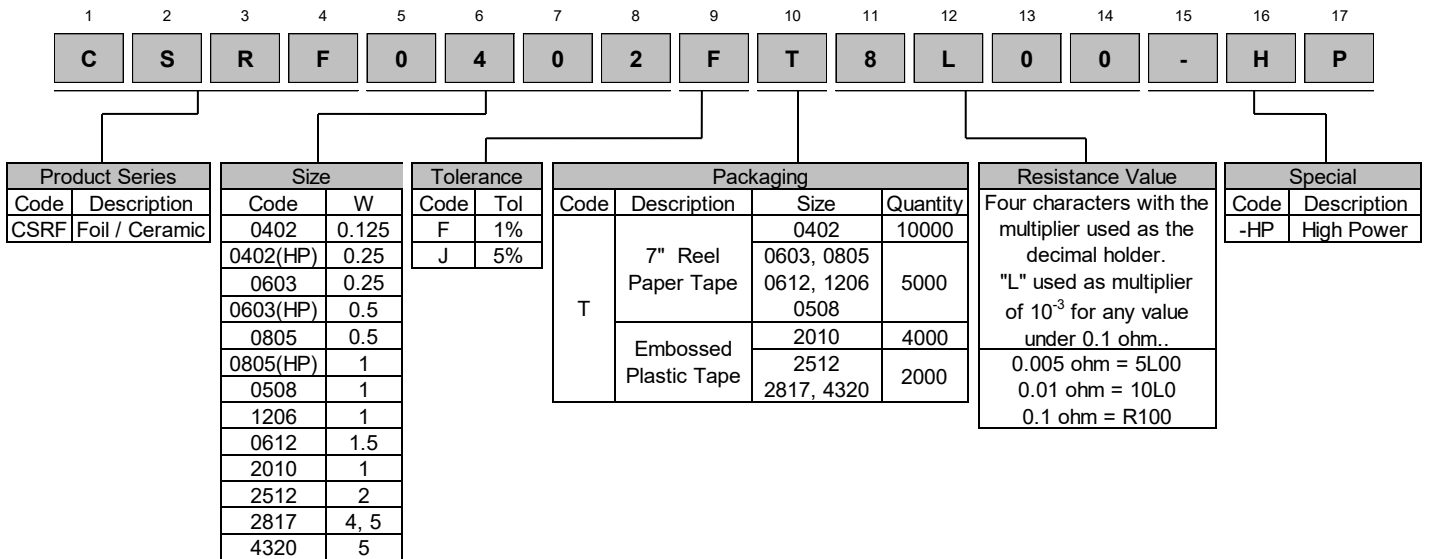 1 2 3 4 5 6 7 8 9 10 11 12 13 14 15 16 17
C S R F 0 4 0 2 F T 8 L 0 0 - H P
Product Series
Code Description
CSRF Foil / Ceramic
Size
Code W
0402 0.125
0402(HP) 0.25
0603 0.25
0603(HP) 0.5
0805 0.5
0805(HP) 1
0508 1
1206 1
0612 1.5
2010 1
2512 2
2817 4, 5
4320 5
Tolerance
Code Tol
F 1%
J 5%
Packaging
Code Description Size Quantity
T
7" Reel
Paper Tape
0402 10000
0603, 0805
0612, 1206
0508
5000
Embossed
Plastic Tape
2010 4000
2512
2817, 4320
2000
Resistance Value
Four characters with the
multiplier used as the
decimal holder.
"L" used as multiplier
of 10⁻³ for any value
under 0.1 ohm..
0.005 ohm = 5L00
0.01 ohm = 10L0
0.1 ohm = R100
Special
Code Description
-HP High Power